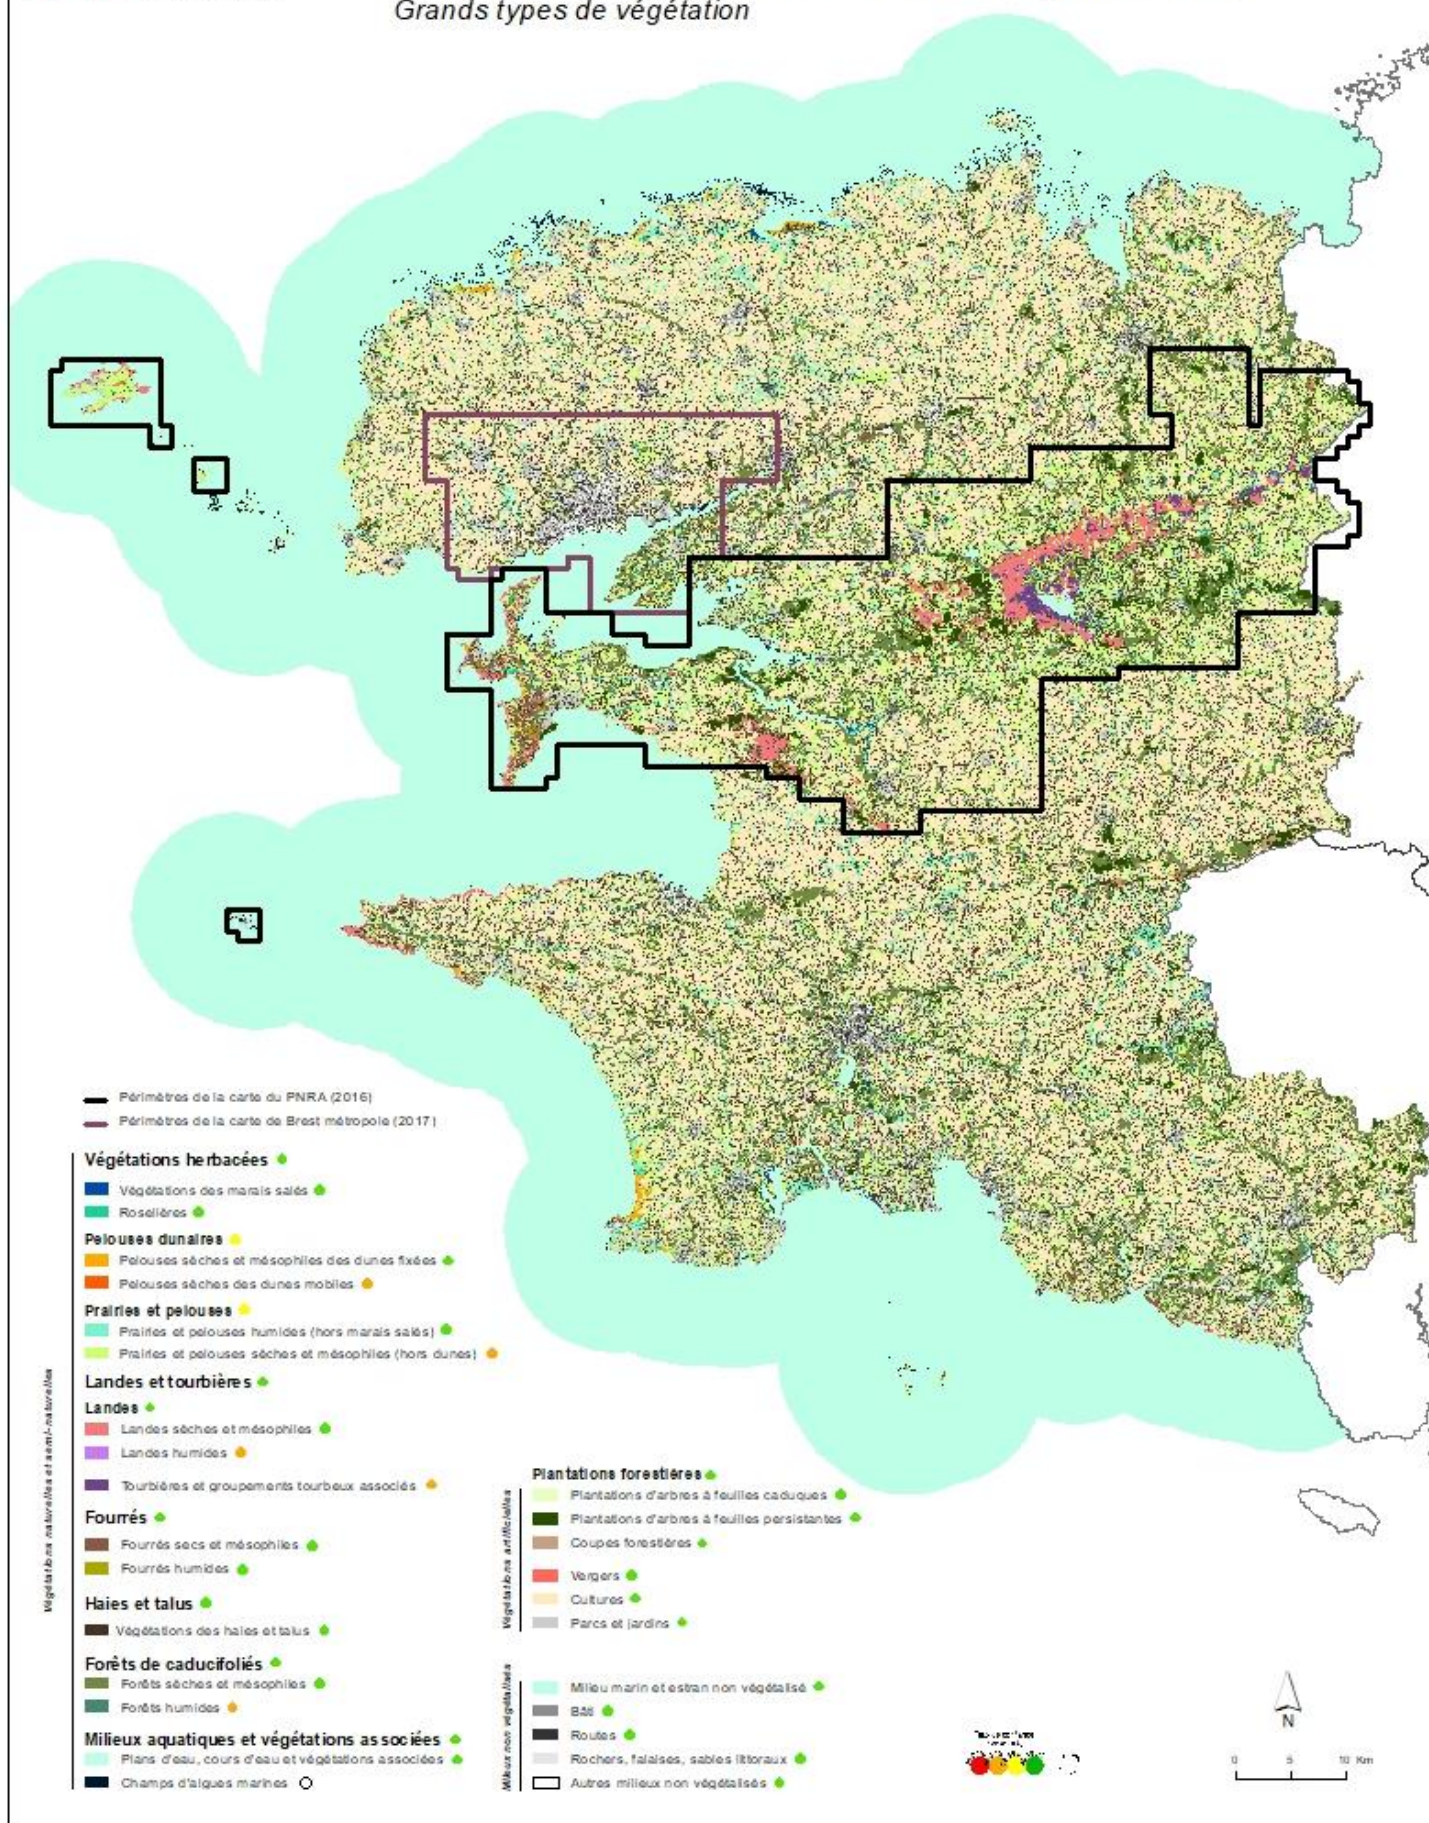 Grands types de végétation
Périmètres de la carte du PNRA (2016)
Périmètres de la carte de Brest métropole (2017)
Végétations naturelles et semi-naturelles
Végétations herbacées
Végétations des marais salés
Roselières
Pelouses dunaires
Pelouses sèches et mésophiles des dunes fixées
Pelouses sèches des dunes mobiles
Prairies et pelouses
Prairies et pelouses humides (hors marais salés)
Prairies et pelouses sèches et mésophiles (hors dunes)
Landes et tourbières
Landes
Landes sèches et mésophiles
Landes humides
Tourbières et groupements tourbeux associés
Fourrés
Fourrés secs et mésophiles
Fourrés humides
Haies et talus
Végétations des haies et talus
Forêts de caducifoliés
Forêts sèches et mésophiles
Forêts humides
Milieux aquatiques et végétations associées
Plans d'eau, cours d'eau et végétations associées
Champs d'algues marines
Végétations artificielles
Plantations forestières
Plantations d'arbres à feuilles caduques
Plantations d'arbres à feuilles persistantes
Coupes forestières
Vergers
Cultures
Parcs et jardins
Milieux non végétalisés
Milieu marin et estran non végétalisé
Bâti
Routes
Rochers, falaises, sables littoraux
Autres milieux non végétalisés
N
0 5 10 Km